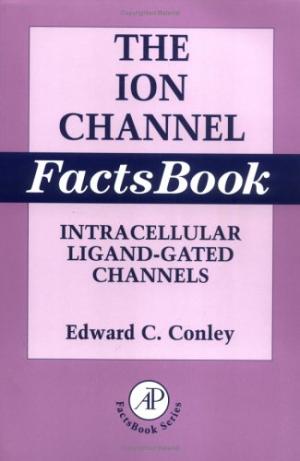 THE
ION
CHANNEL
FactsBook
INTRACELLULAR
LIGAND-GATED
CHANNELS
Edward C. Conley
AP
FactsBook Series